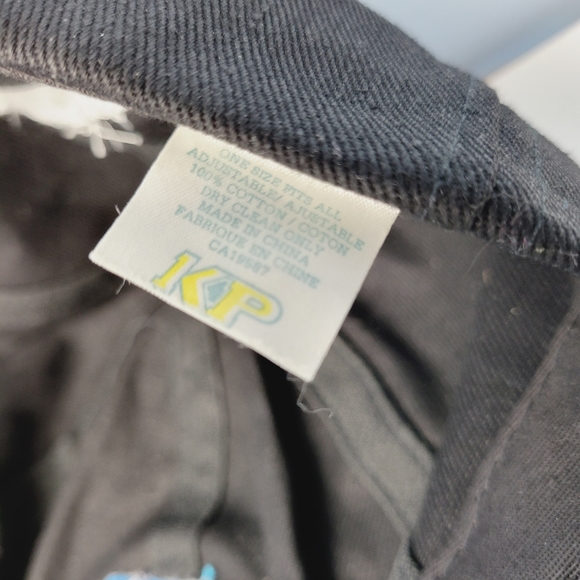 ONE SIZE FITS ALL
ADJUSTABLE/ AJUSTABLE
100% COTTON / COTON
DRY CLEAN ONLY
MADE IN CHINA
FABRIQUE EN CHINE
KP